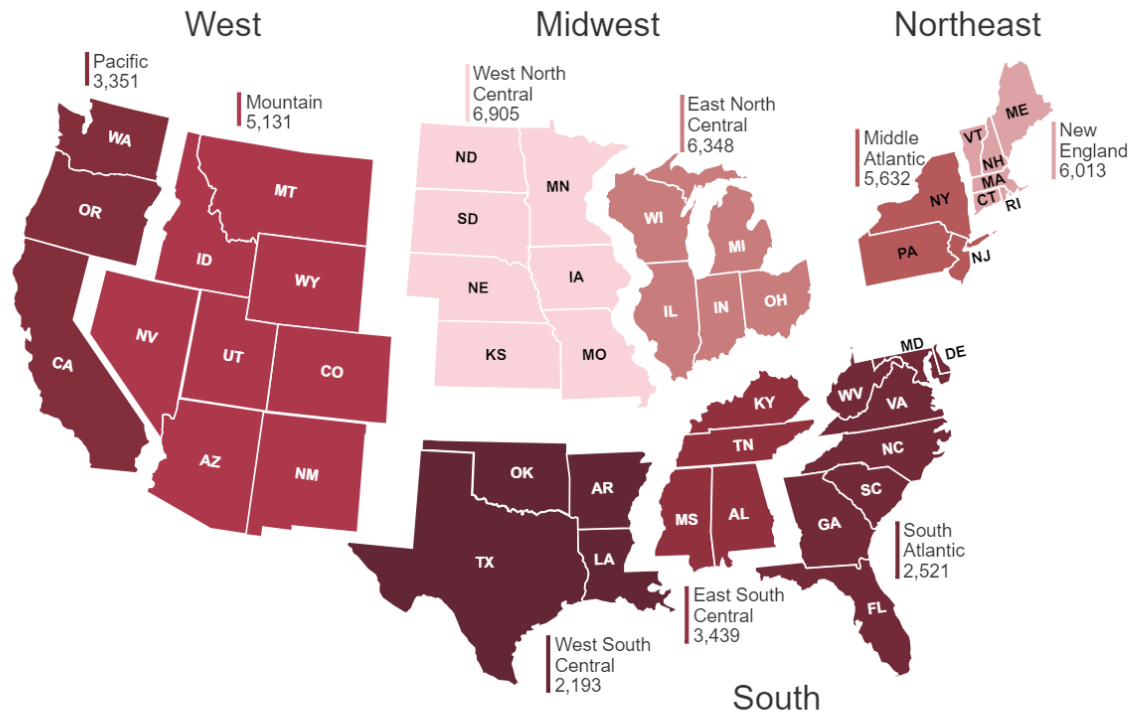 West
Midwest
Northeast
Pacific
3,351
Mountain
5,131
West North
Central
6,905
East North
Central
6,348
Middle
Atlantic
5,632
New
England
6,013
WA
OR
CA
MT
ID
WY
NV
UT
CO
AZ
NM
ND
MN
SD
NE
IA
KS
MO
WI
MI
IL
IN
OH
ME
VT
NH
MA
CT
RI
NY
PA
NJ
MD
DE
WV
VA
KY
TN
NC
SC
OK
AR
MS
AL
GA
TX
LA
FL
South
Atlantic
2,521
East South
Central
3,439
West South
Central
2,193
South